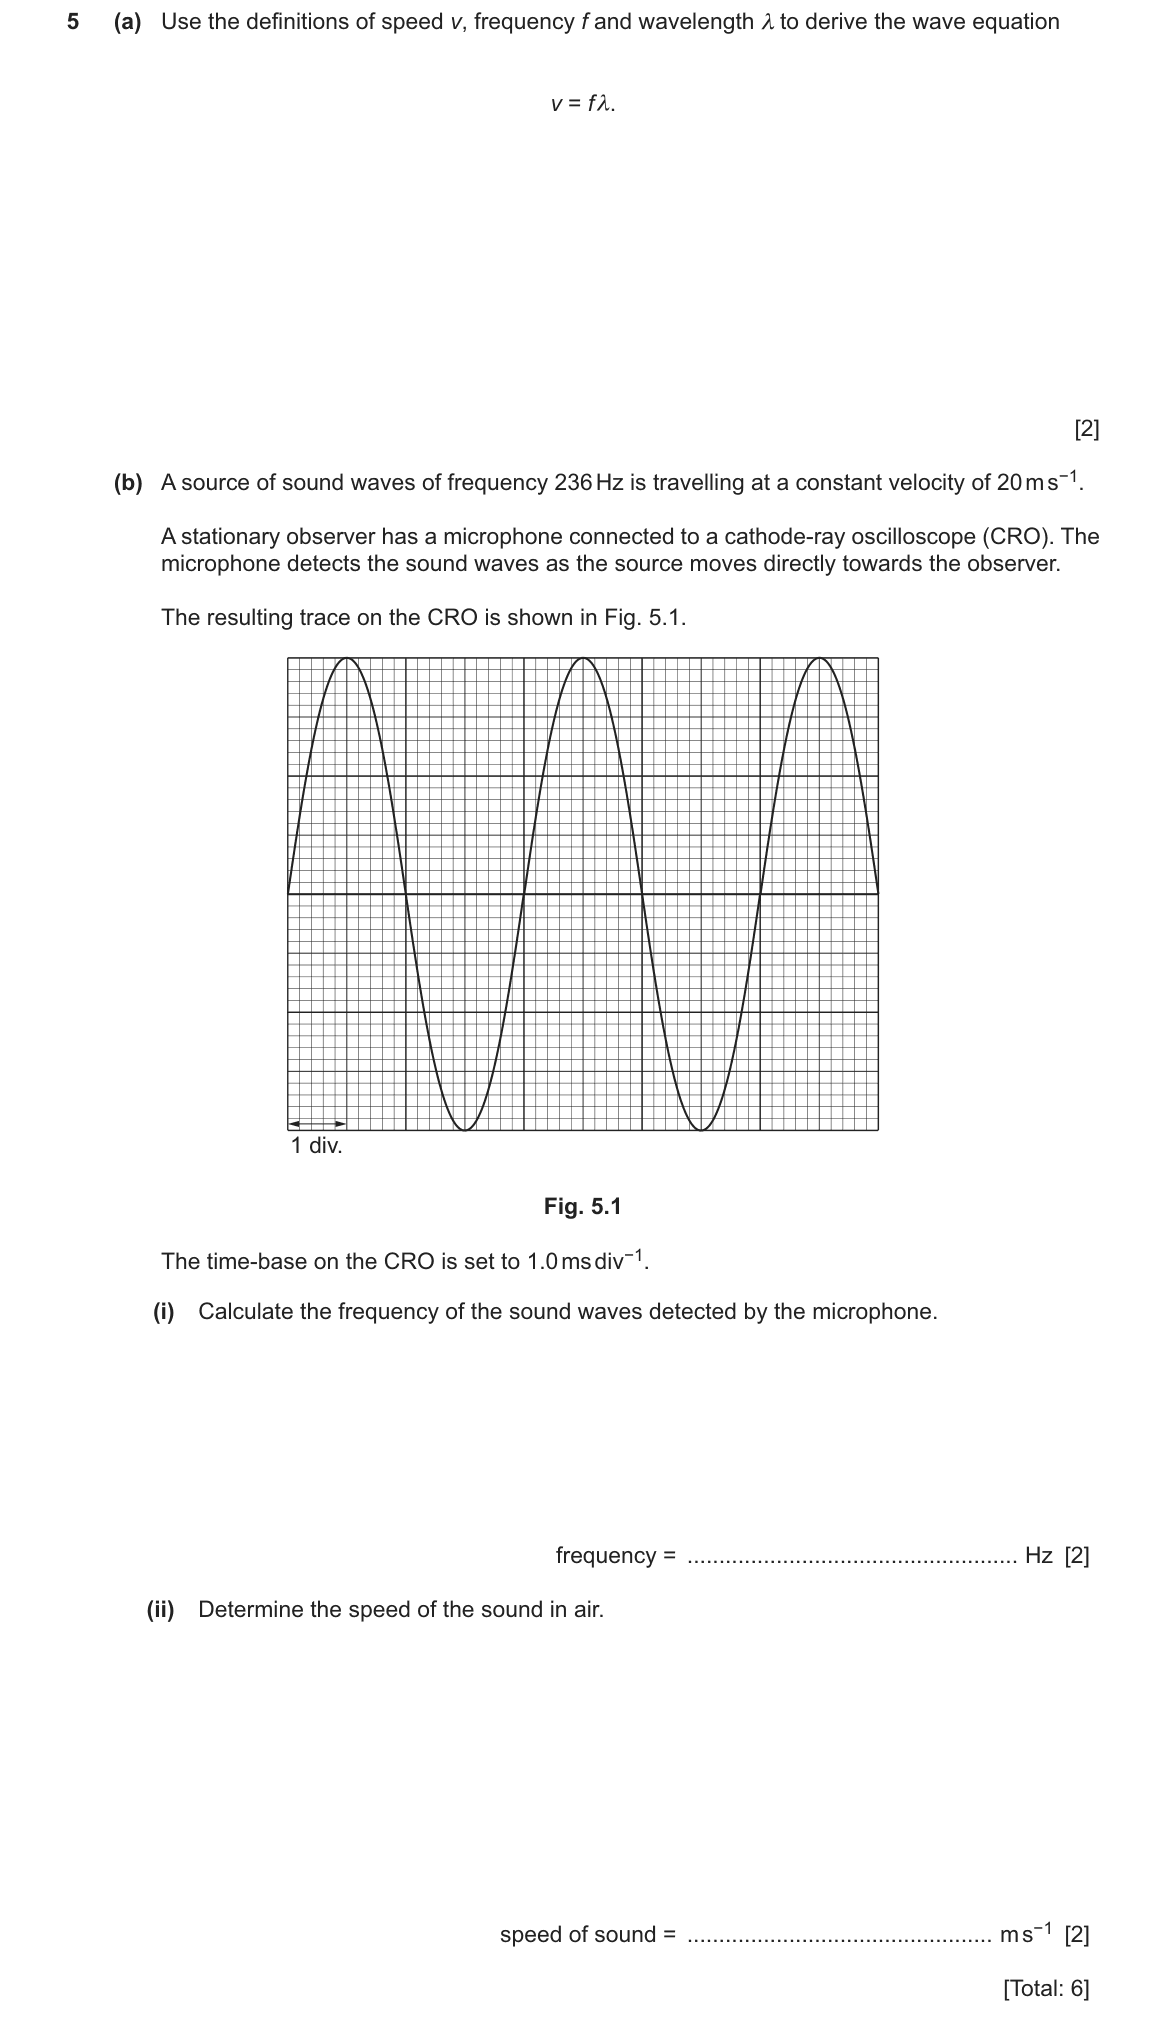 5 (a) Use the definitions of speed v, frequency f and wavelength λ to derive the wave equation
v = fλ.
[2]
(b) A source of sound waves of frequency 236 Hz is travelling at a constant velocity of 20 m s⁻¹.
A stationary observer has a microphone connected to a cathode-ray oscilloscope (CRO). The
microphone detects the sound waves as the source moves directly towards the observer.
The resulting trace on the CRO is shown in Fig. 5.1.
1 div.
Fig. 5.1
The time-base on the CRO is set to 1.0 ms div⁻¹.
(i) Calculate the frequency of the sound waves detected by the microphone.
frequency = .................................................... Hz [2]
(ii) Determine the speed of the sound in air.
speed of sound = ................................................ m s⁻¹ [2]
[Total: 6]